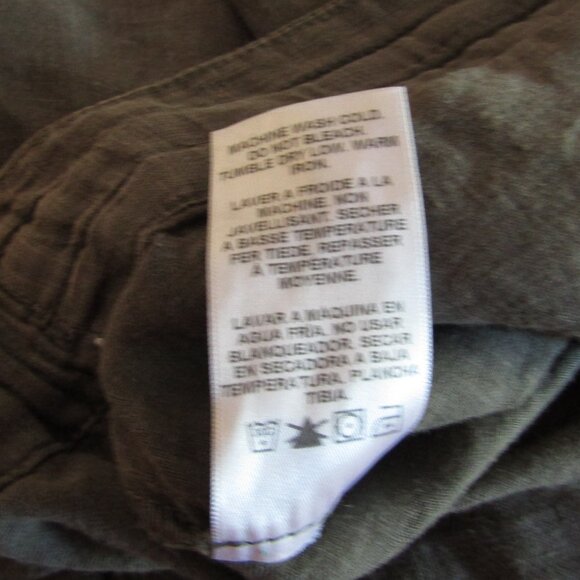 MACHINE WASH COLD.
DO NOT BLEACH.
TUMBLE DRY LOW. WARM
IRON.
LAVER A FROIDE A LA
MACHINE. NON
JAVELLISANT. SECHER
A BASSE TEMPERATURE
FER TIEDE. REPASSER
A TEMPERATURE
MOYENNE.
LAVAR A MAQUINA EN
AGUA FRIA. NO USAR
BLANQUEADOR. SECAR
EN SECADORA A BAJA
TEMPERATURA, PLANCHA
TIBIA.